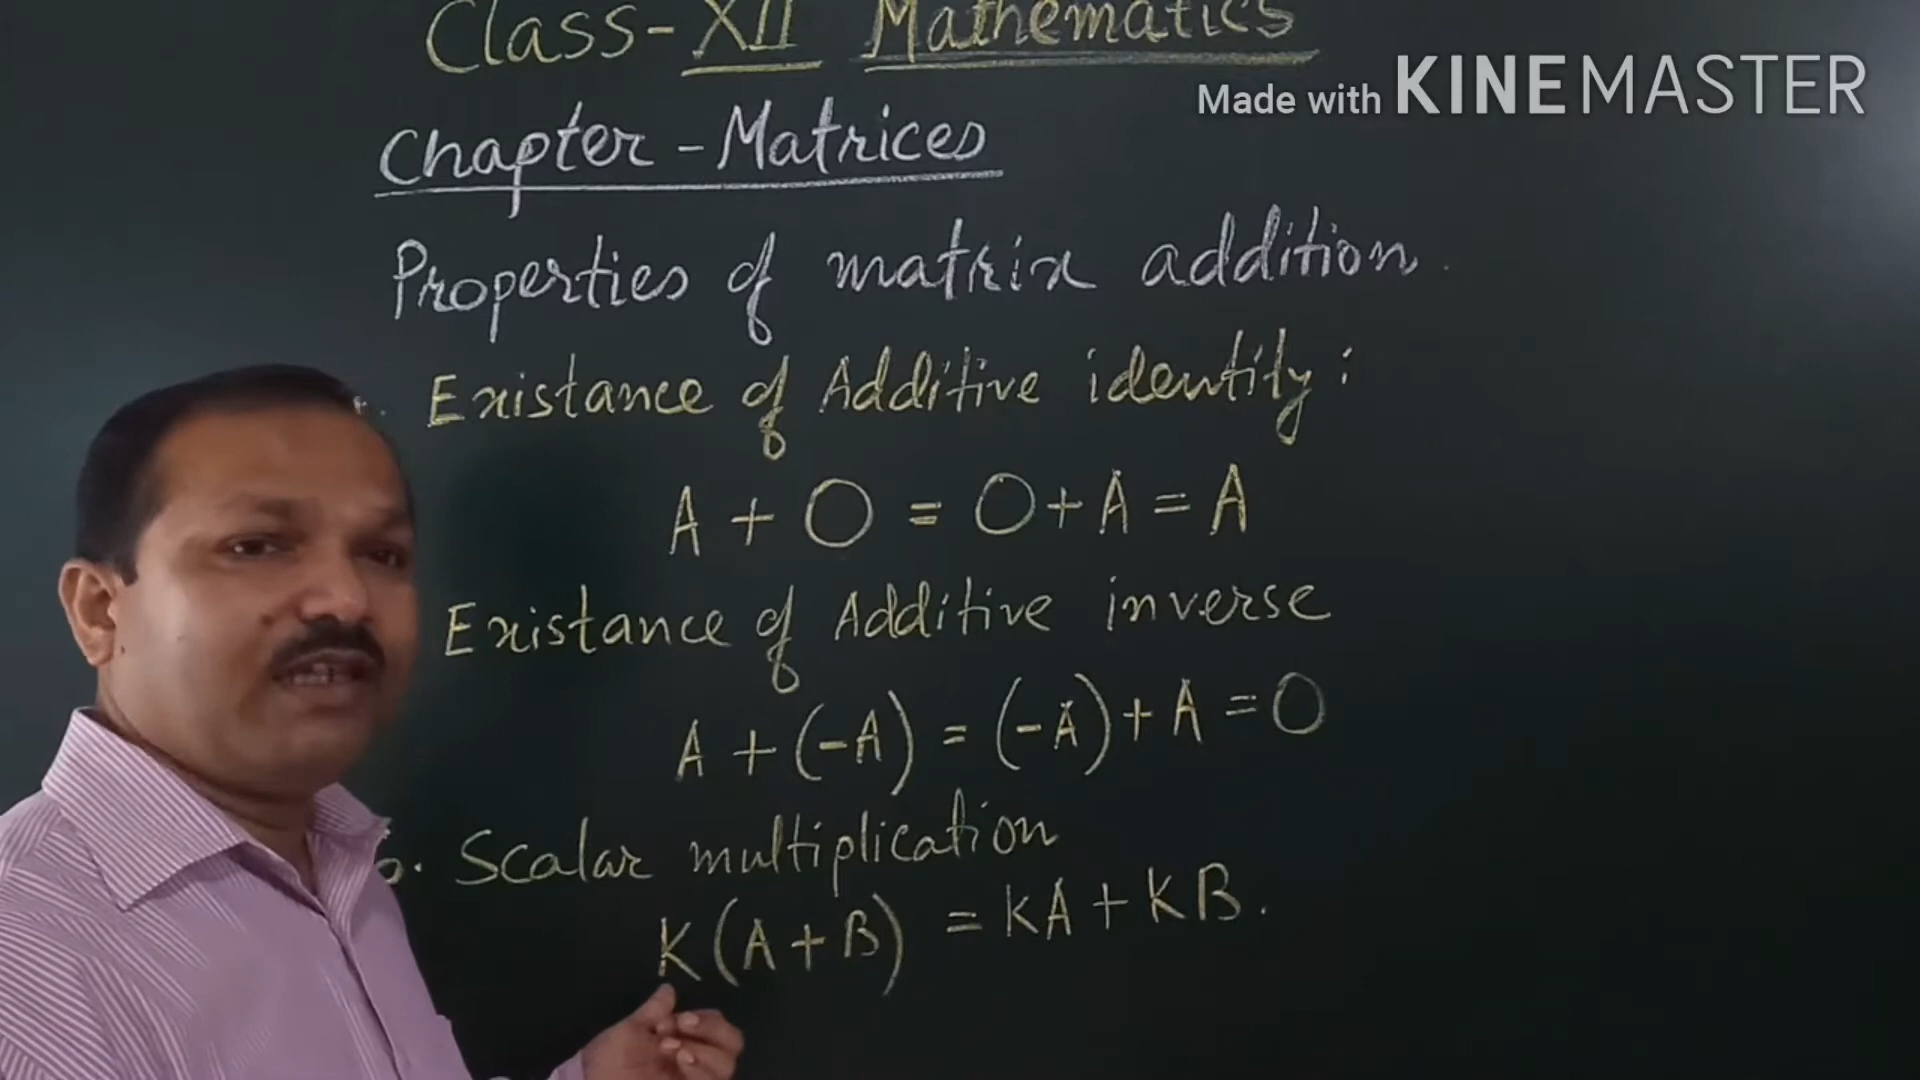 Class-XII Mathematics
Made with KINEMASTER
Chapter - Matrices
Properties of matrix addition.
Existance of Additive identity:
A + O = O + A = A
Existance of Additive inverse
A + (-A) = (-A) + A = O
Scalar multiplication
K (A + B) = KA + KB.